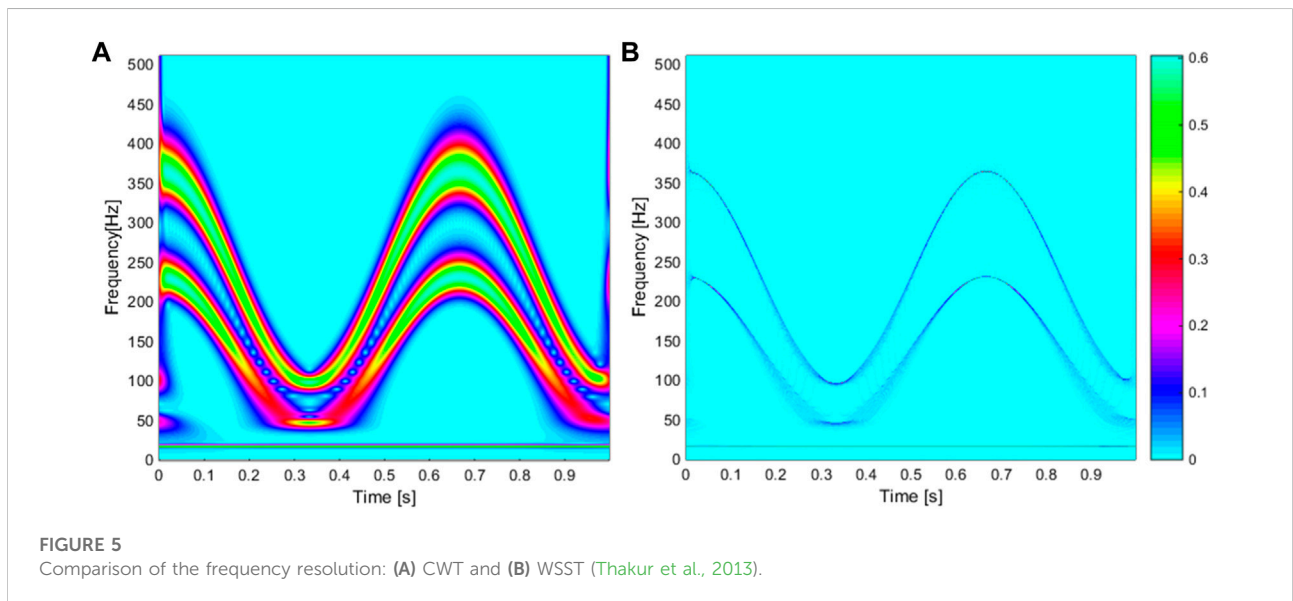 A
500
450
400
350
300
250
200
150
100
50
0
Frequency[Hz]
0 0.1 0.2 0.3 0.4 0.5 0.6 0.7 0.8 0.9
Time [s]
B
500
450
400
350
300
250
200
150
100
50
0
Frequency [Hz]
0 0.1 0.2 0.3 0.4 0.5 0.6 0.7 0.8 0.9
Time [s]
0.6
0.5
0.4
0.3
0.2
0.1
0
FIGURE 5
Comparison of the frequency resolution: (A) CWT and (B) WSST (Thakur et al., 2013).